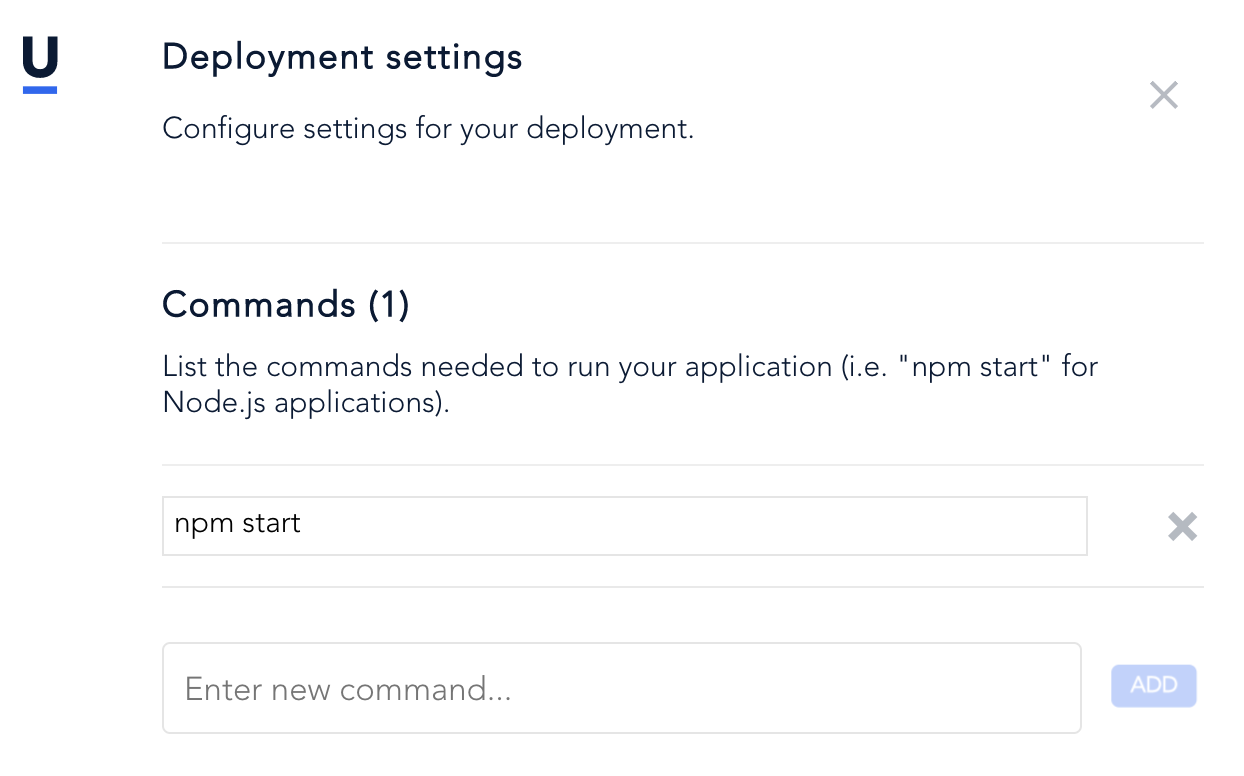 U
Deployment settings
Configure settings for your deployment.
Commands (1)
List the commands needed to run your application (i.e. "npm start" for
Node.js applications).
npm start
Enter new command...
ADD